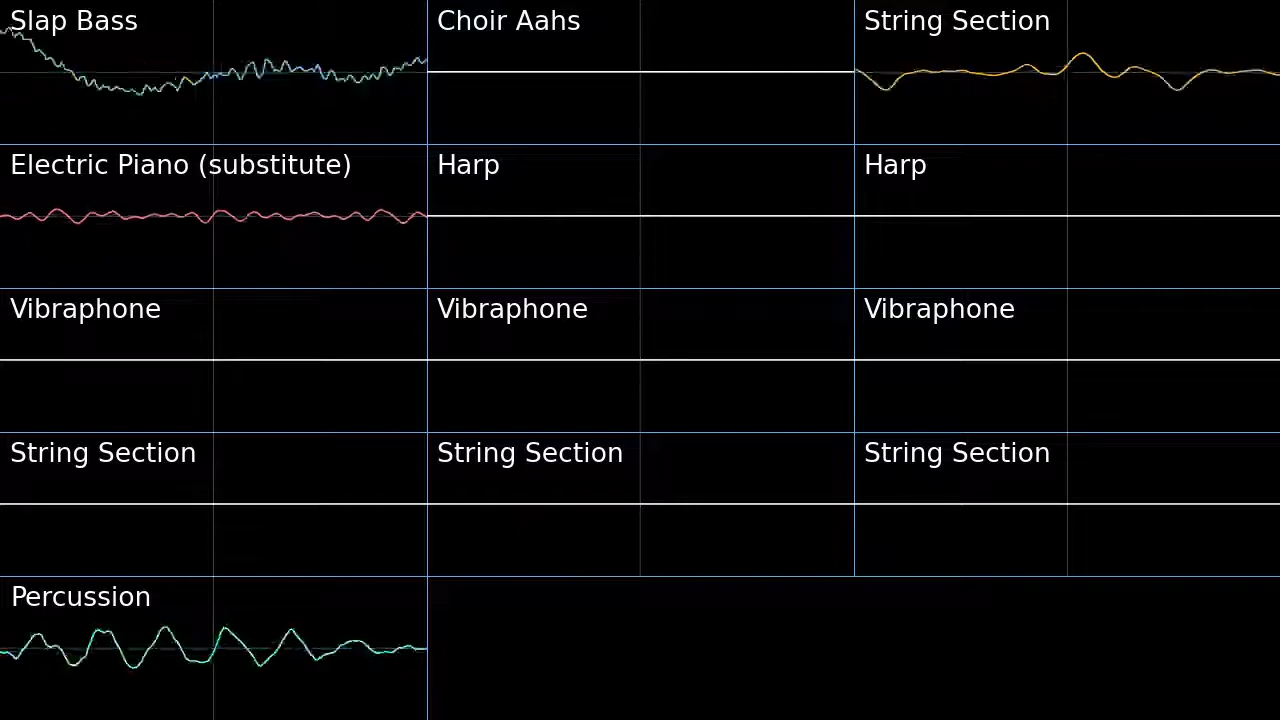 Slap Bass
Choir Aahs
String Section
Electric Piano (substitute)
Harp
Harp
Vibraphone
Vibraphone
Vibraphone
String Section
String Section
String Section
Percussion